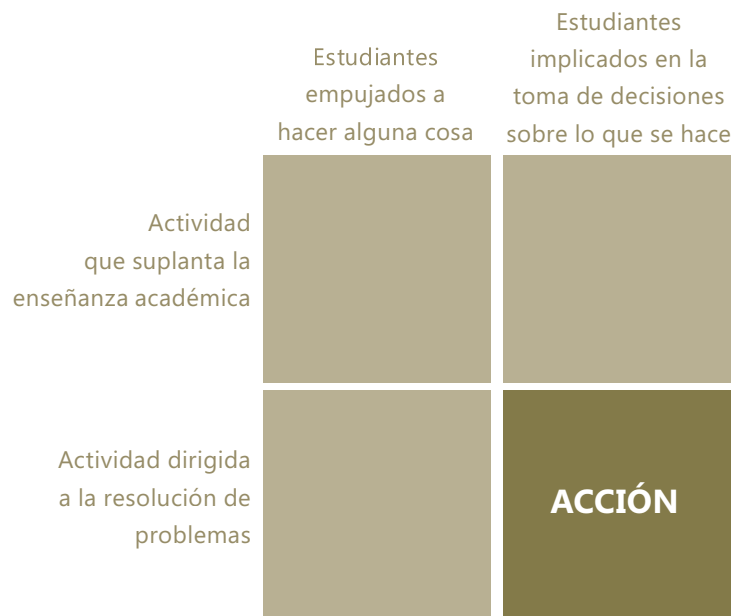 Estudiantes
empujados a
hacer alguna cosa
Estudiantes
implicados en la
toma de decisiones
sobre lo que se hace
Actividad
que suplanta la
enseñanza académica
Actividad dirigida
a la resolución de
problemas
ACCIÓN